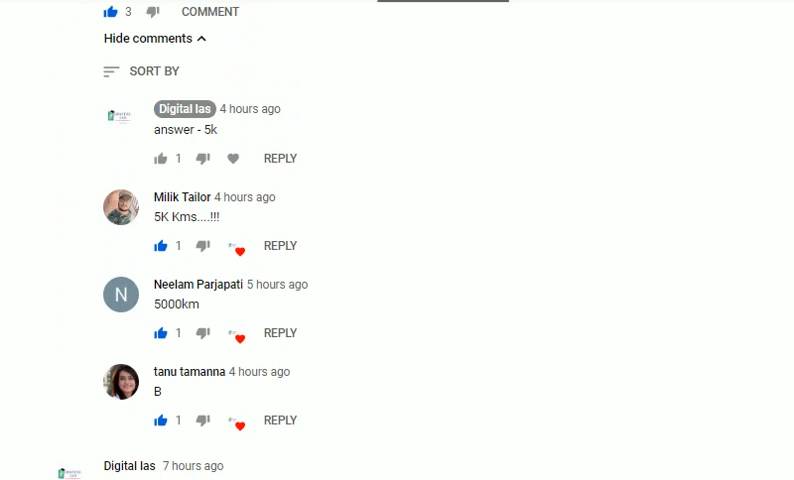 3 COMMENT
Hide comments
SORT BY
Digital Ias 4 hours ago
answer - 5k
1 REPLY
Milik Tailor 4 hours ago
5K Kms....!!!
1 REPLY
Neelam Parjapati 5 hours ago
N
5000km
1 REPLY
tanu tamanna 4 hours ago
B
1 REPLY
Digital Ias 7 hours ago